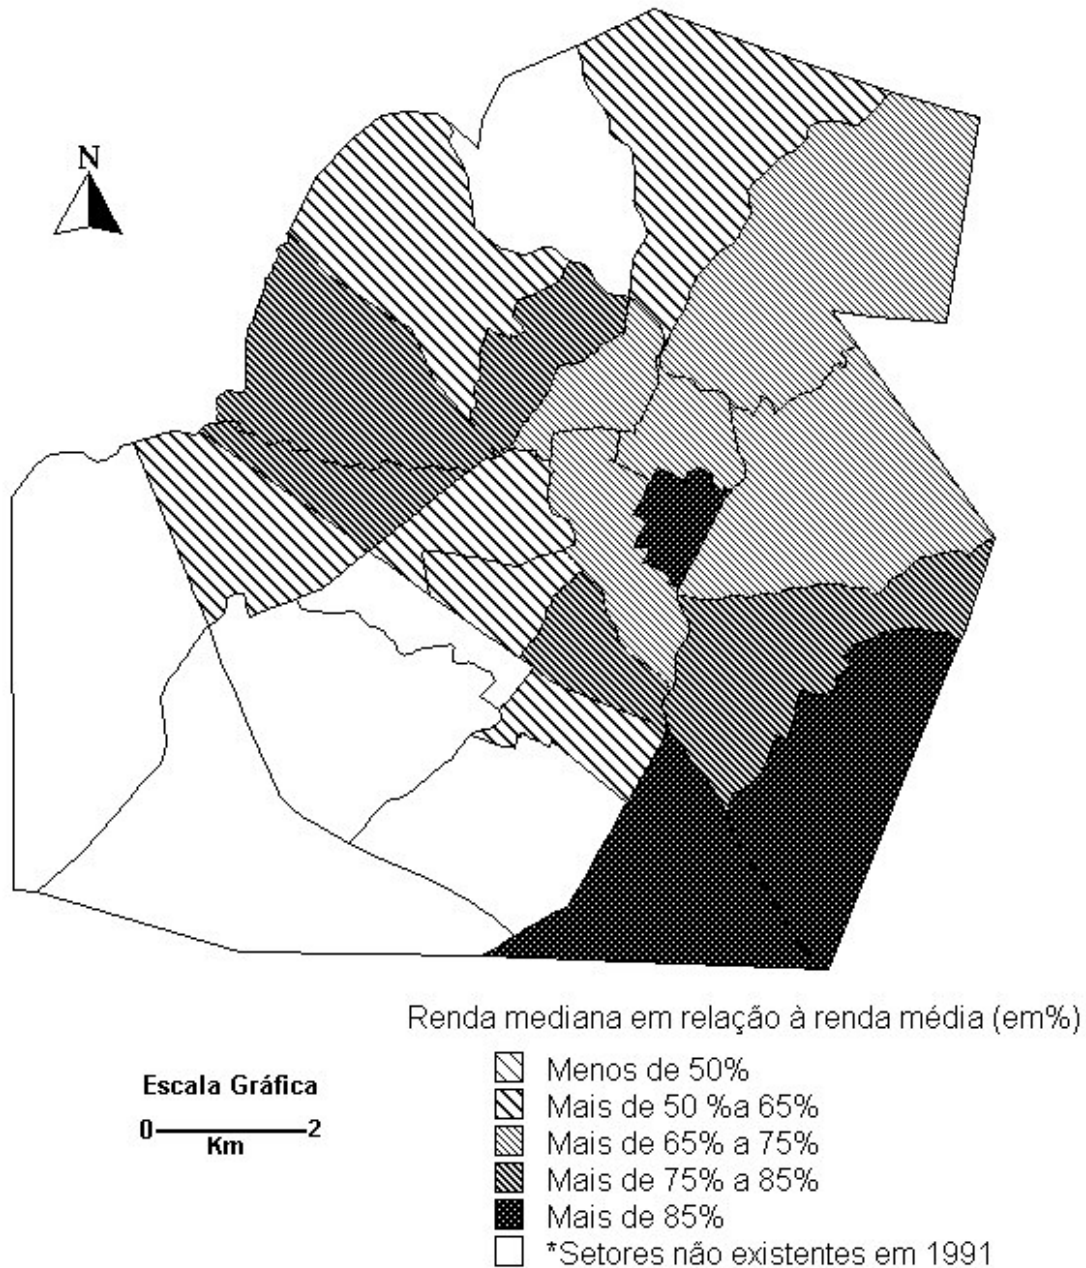 N
Renda mediana em relação à renda média (em%)
Menos de 50%
Mais de 50 %a 65%
Mais de 65% a 75%
Mais de 75% a 85%
Mais de 85%
*Setores não existentes em 1991
Escala Gráfica
0 2
Km